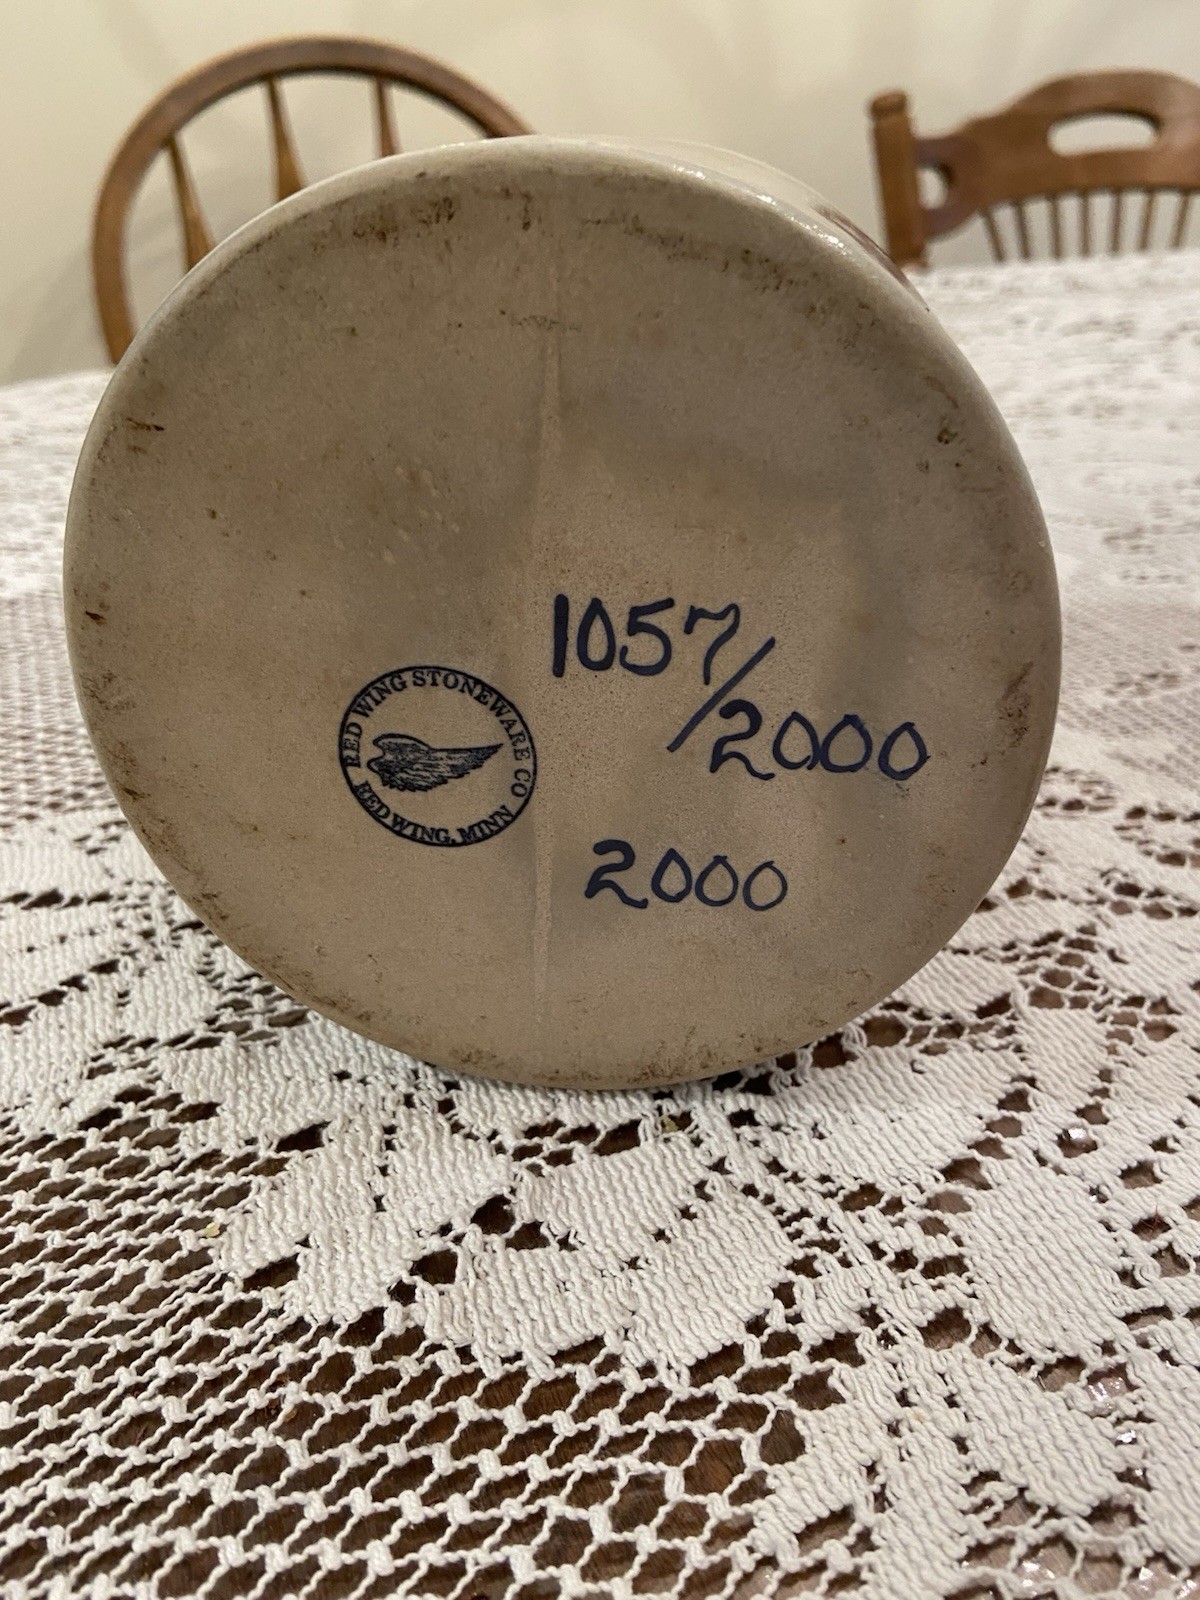 RED WING STONEWARE CO
RED WING, MINN
1057/2000
2000